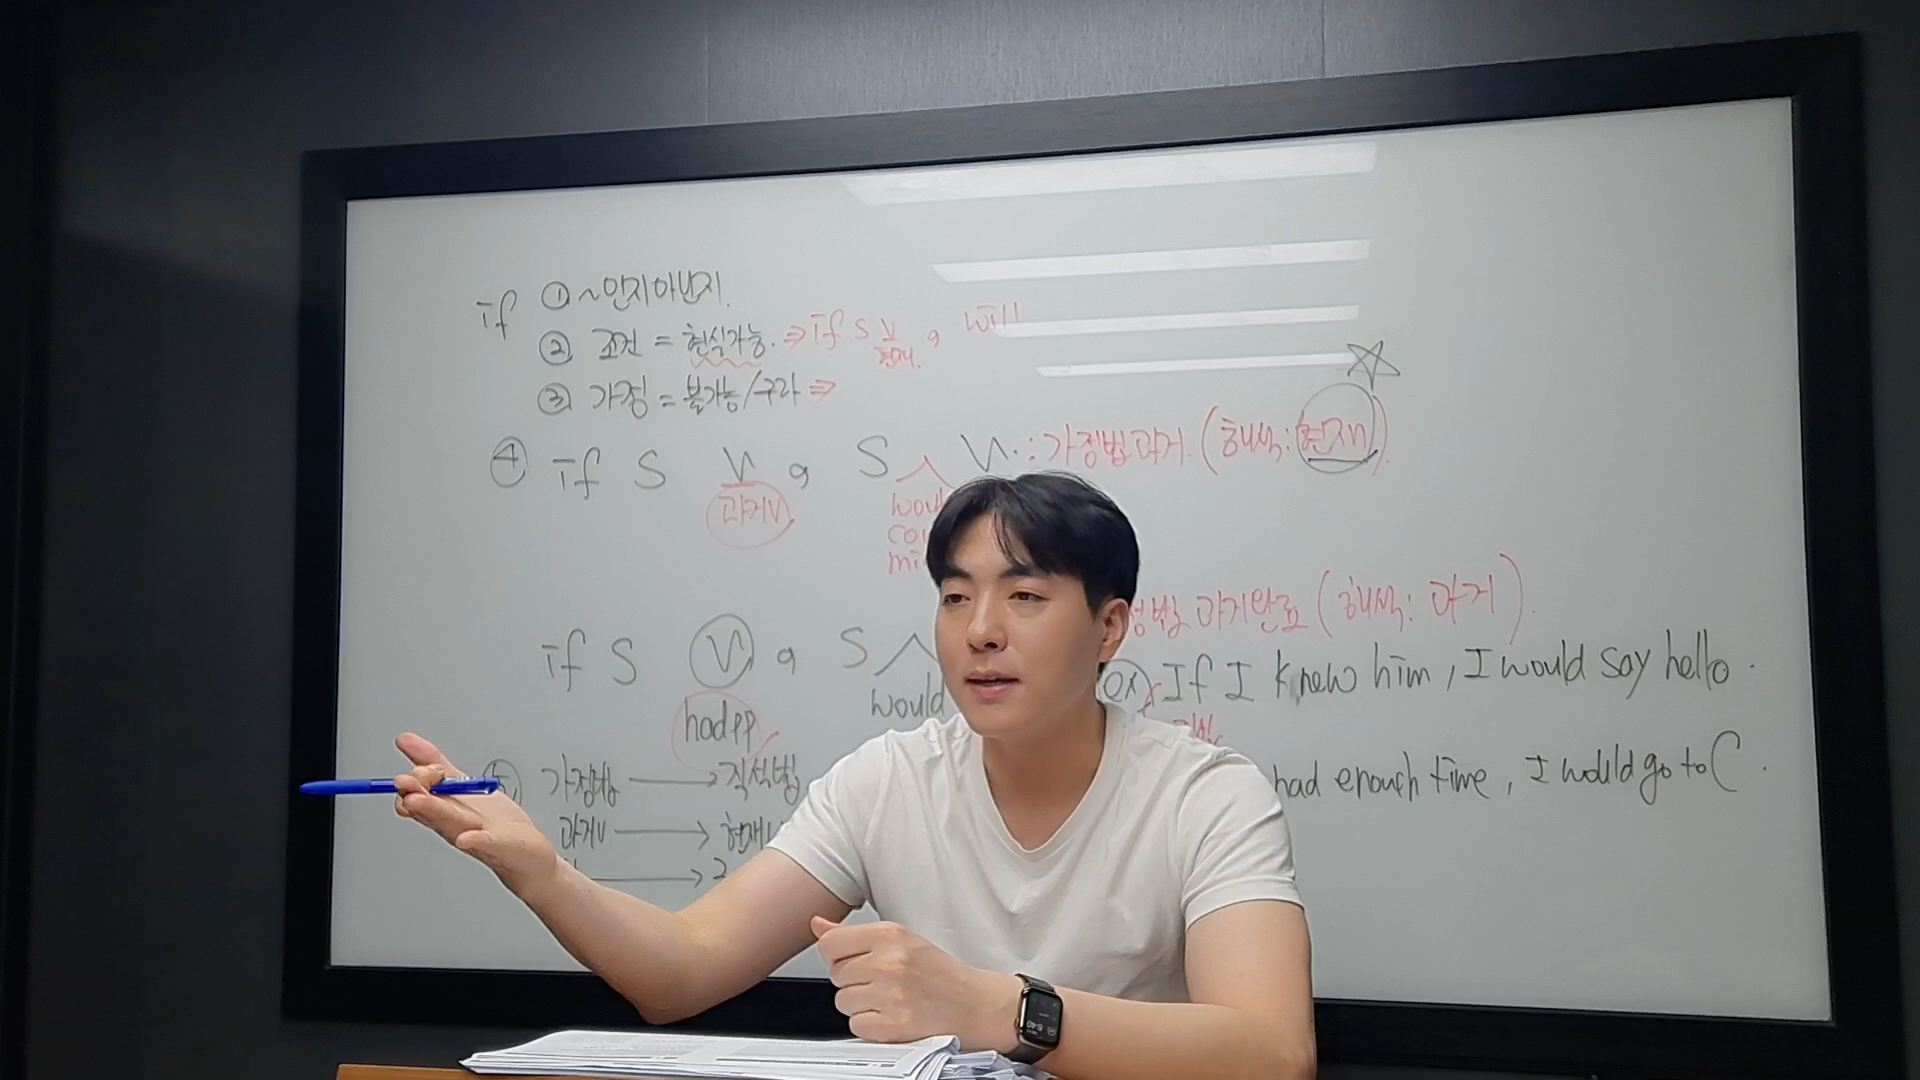 if ① ~인지 아닌지.
② 조건 = 현실가능. ⇒ if S V 현재, will
③ 가정 = 불가능/구라 ⇒
④ if S V, S V : 가정법 과거. (해석: 현재)
과거V
if S V, S
법 과거완료 (해석: 과거).
would
had pp
ex) If I knew him, I would say hello.
had enough time, I would go to C.
⑤ 가정법 → 직설법
과거V → 현재